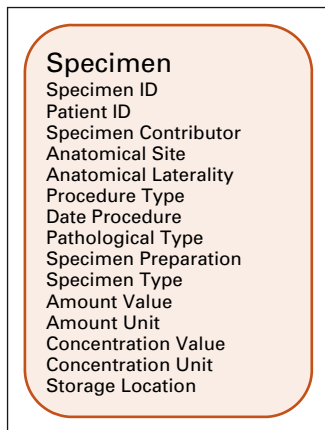 Specimen
Specimen ID
Patient ID
Specimen Contributor
Anatomical Site
Anatomical Laterality
Procedure Type
Date Procedure
Pathological Type
Specimen Preparation
Specimen Type
Amount Value
Amount Unit
Concentration Value
Concentration Unit
Storage Location